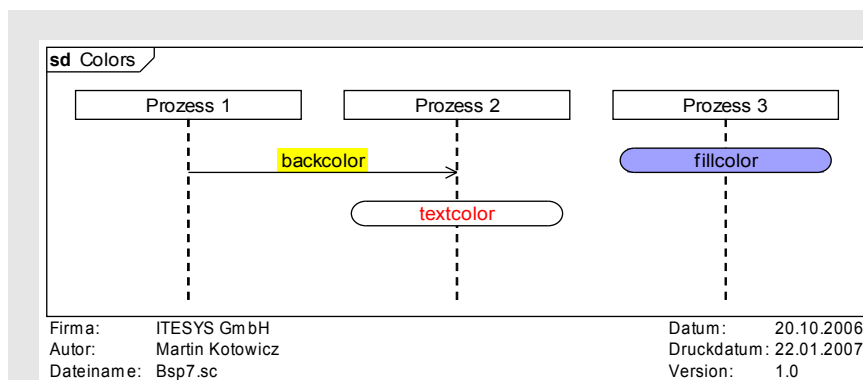 sd Colors
Prozess 1 Prozess 2 Prozess 3
backcolor fillcolor
textcolor
Firma: ITESYS GmbH Datum: 20.10.2006
Autor: Martin Kotowicz Druckdatum: 22.01.2007
Dateiname: Bsp7.sc Version: 1.0